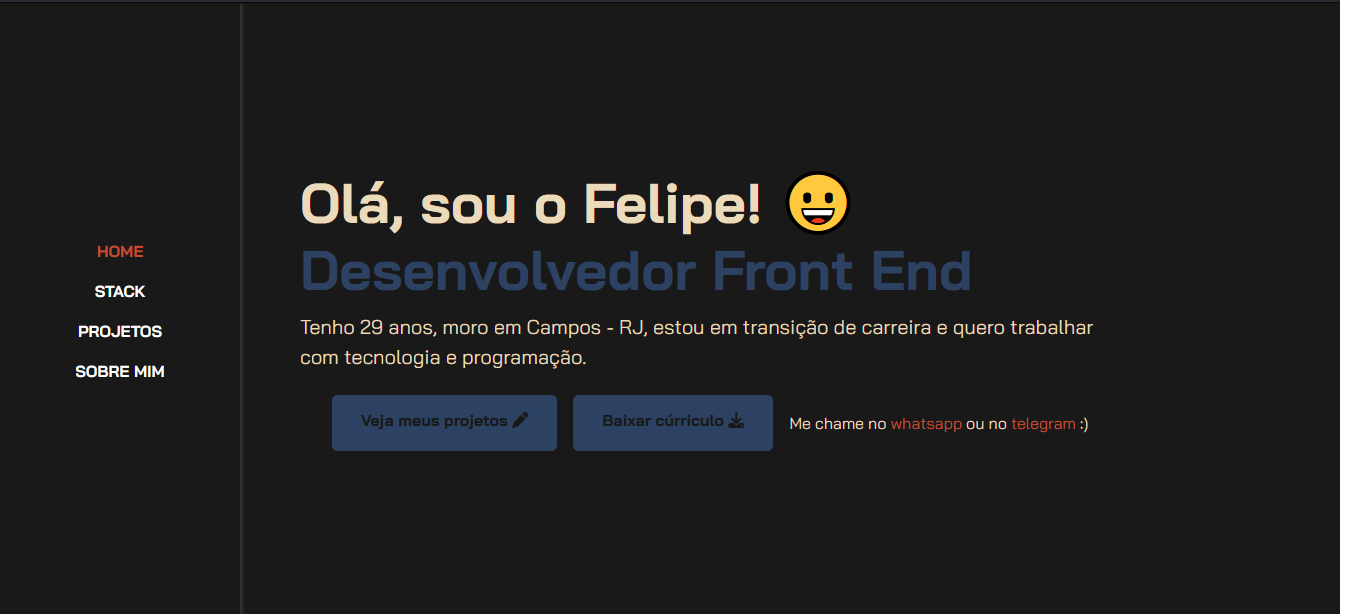 HOME
STACK
PROJETOS
SOBRE MIM
Olá, sou o Felipe!
Desenvolvedor Front End
Tenho 29 anos, moro em Campos - RJ, estou em transição de carreira e quero trabalhar
com tecnologia e programação.
Veja meus projetos
Baixar cúrriculo
Me chame no whatsapp ou no telegram :)